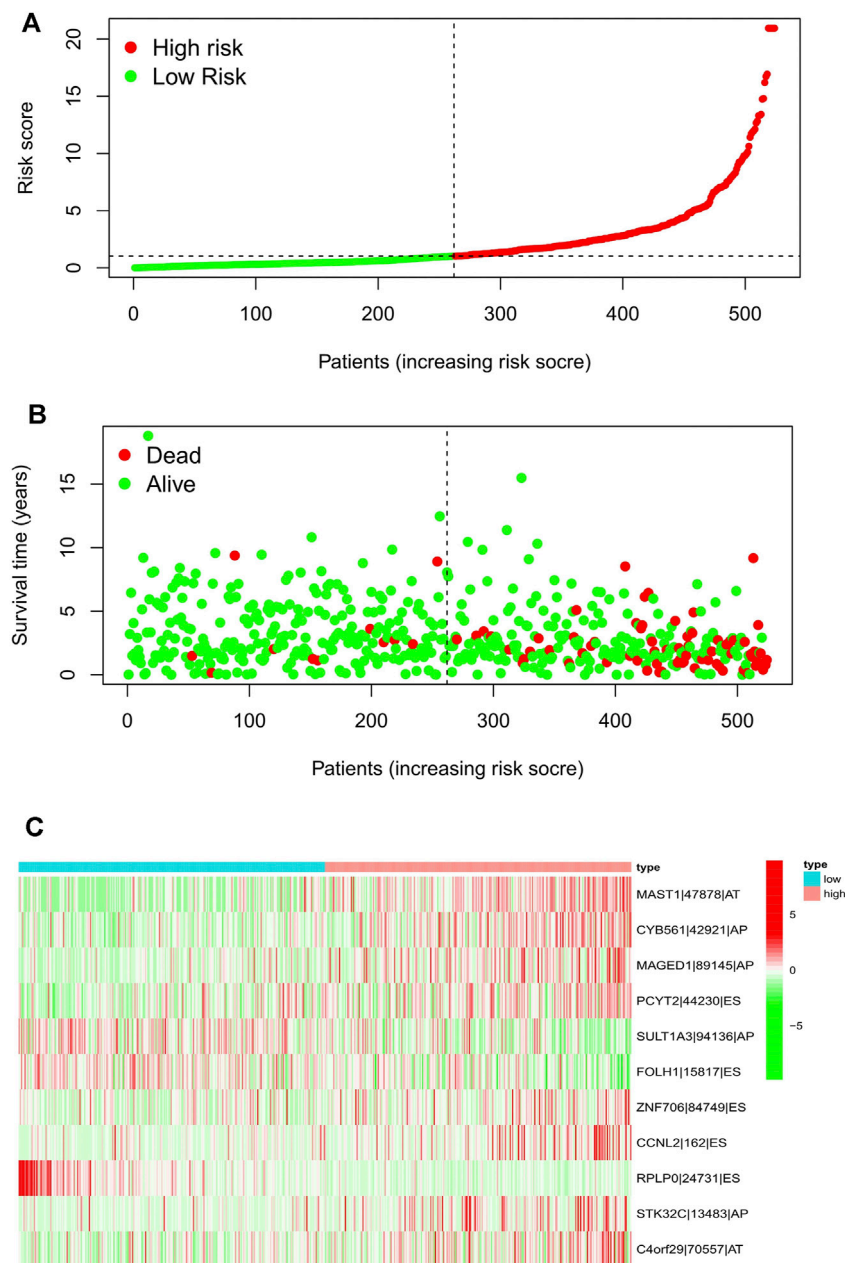 A
High risk
Low Risk
Risk score
0
5
10
15
20
0 100 200 300 400 500
Patients (increasing risk socre)
B
Dead
Alive
Survival time (years)
0
5
10
15
0 100 200 300 400 500
Patients (increasing risk socre)
C
type
MAST1|47878|AT
CYB561|42921|AP
MAGED1|89145|AP
PCYT2|44230|ES
SULT1A3|94136|AP
FOLH1|15817|ES
ZNF706|84749|ES
CCNL2|162|ES
RPLP0|24731|ES
STK32C|13483|AP
C4orf29|70557|AT
5
0
−5
type
low
high